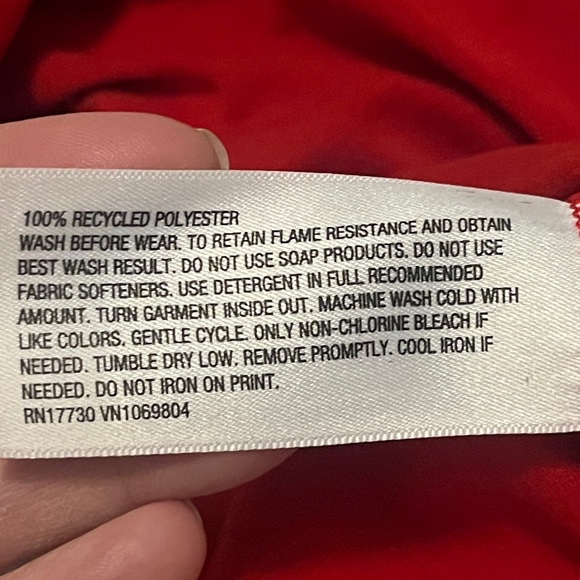 100% RECYCLED POLYESTER
WASH BEFORE WEAR. TO RETAIN FLAME RESISTANCE AND OBTAIN
BEST WASH RESULT. DO NOT USE SOAP PRODUCTS. DO NOT USE
FABRIC SOFTENERS. USE DETERGENT IN FULL RECOMMENDED
AMOUNT. TURN GARMENT INSIDE OUT. MACHINE WASH COLD WITH
LIKE COLORS. GENTLE CYCLE. ONLY NON-CHLORINE BLEACH IF
NEEDED. TUMBLE DRY LOW. REMOVE PROMPTLY. COOL IRON IF
NEEDED. DO NOT IRON ON PRINT.
RN17730 VN1069804